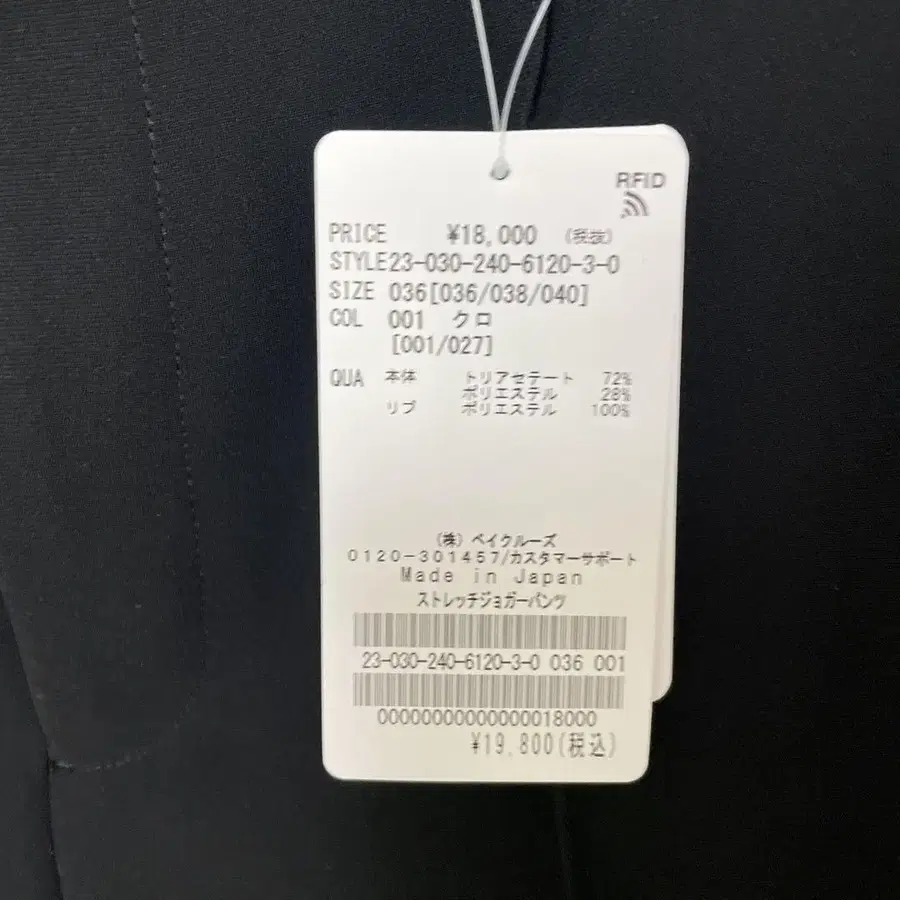 RFID
PRICE ¥18,000 (税抜)
STYLE23-030-240-6120-3-0
SIZE 036[036/038/040]
COL 001 クロ
[001/027]
QUA 本体 トリアセテート 72%
ポリエステル 28%
リブ ポリエステル 100%
(株) ベイクルーズ
0120-301457/カスタマーサポート
Made in Japan
ストレッチジョガーパンツ
23-030-240-6120-3-0 036 001
00000000000000018000
¥19,800(税込)